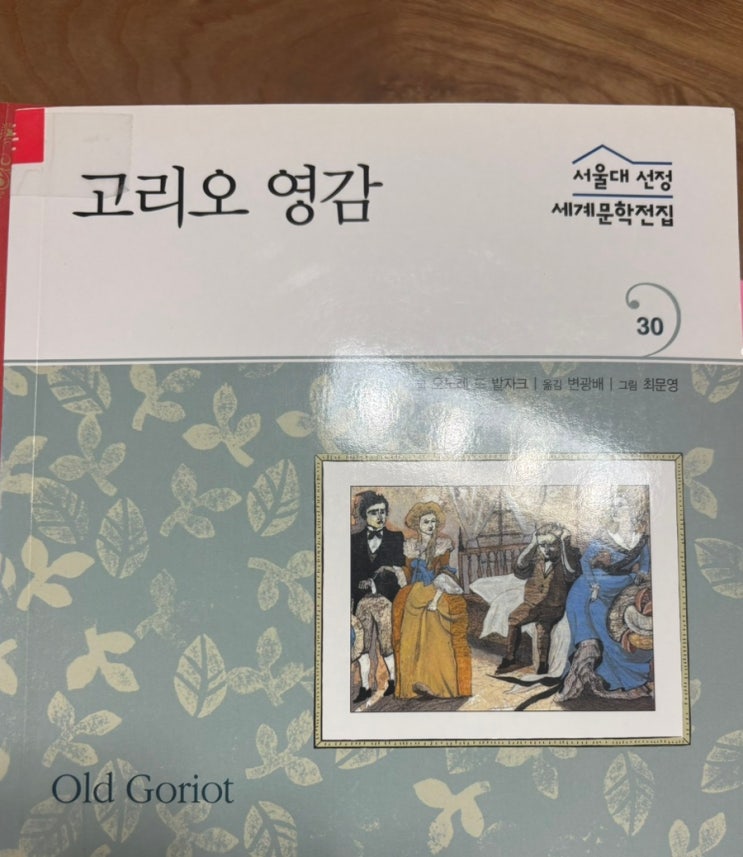 고리오 영감
서울대 선정
세계문학전집
30
오노레 드 발자크 | 옮김 변광배 | 그림 최문영
Old Goriot